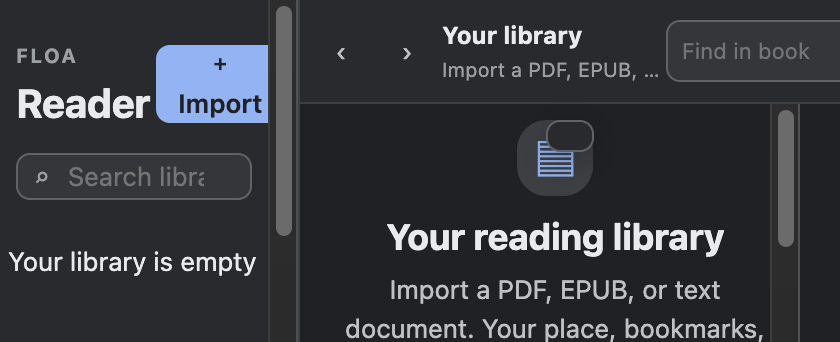 FLOA
Reader
+
Import
Search libra
Your library is empty
‹ ›
Your library
Import a PDF, EPUB, ...
Find in book
Your reading library
Import a PDF, EPUB, or text
document. Your place, bookmarks,